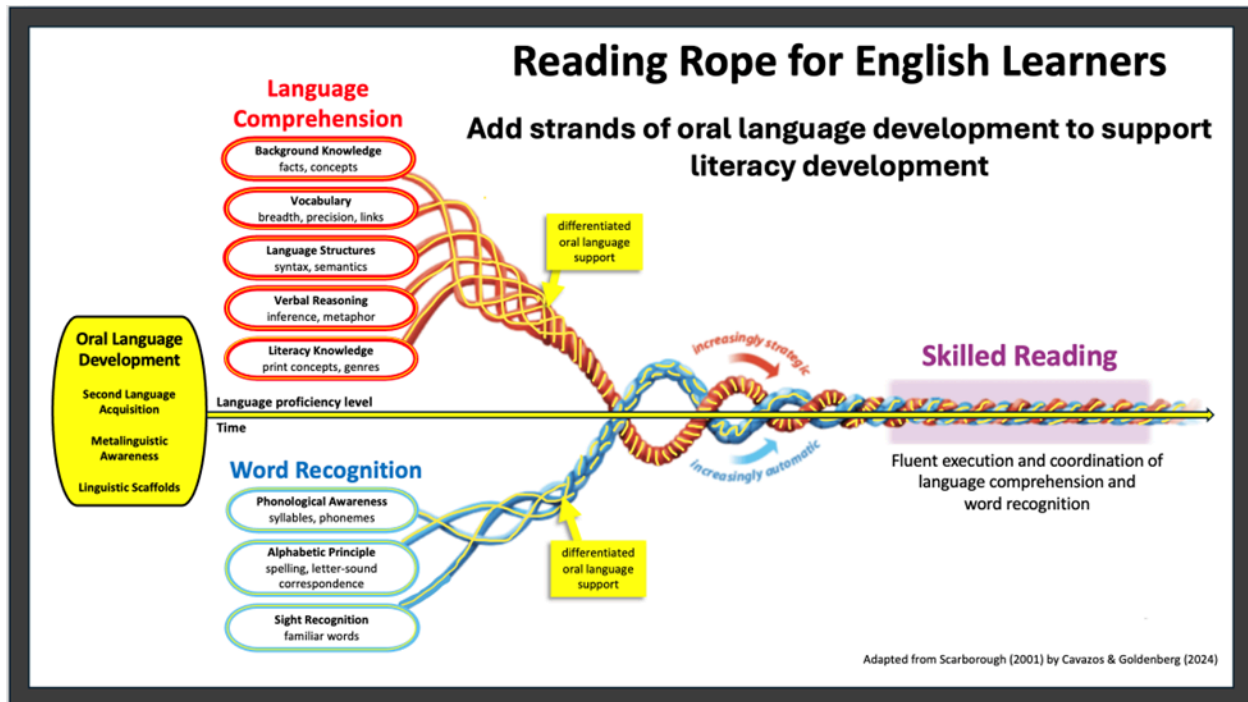 Reading Rope for English Learners
Add strands of oral language development to support
literacy development
Language
Comprehension
Background Knowledge
facts, concepts
Vocabulary
breadth, precision, links
Language Structures
syntax, semantics
Verbal Reasoning
inference, metaphor
Literacy Knowledge
print concepts, genres
differentiated
oral language
support
Oral Language
Development
Second Language
Acquisition
Metalinguistic
Awareness
Linguistic Scaffolds
Language proficiency level
Time
increasingly strategic
increasingly automatic
Skilled Reading
Fluent execution and coordination of
language comprehension and
word recognition
Word Recognition
Phonological Awareness
syllables, phonemes
Alphabetic Principle
spelling, letter-sound
correspondence
Sight Recognition
familiar words
differentiated
oral language
support
Adapted from Scarborough (2001) by Cavazos & Goldenberg (2024)